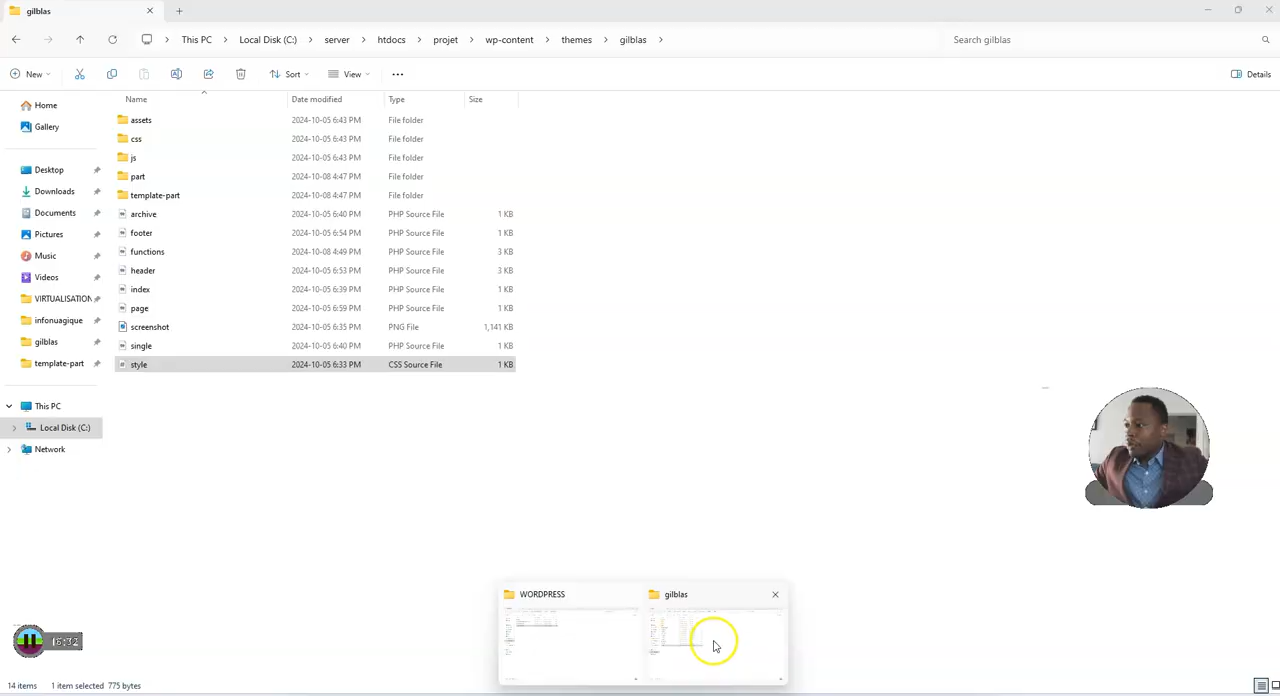 gilblas
This PC > Local Disk (C:) > server > htdocs > projet > wp-content > themes > gilblas >
Search gilblas
New
Sort
View
Details
Name Date modified Type Size
assets 2024-10-05 6:43 PM File folder
css 2024-10-05 6:43 PM File folder
js 2024-10-05 6:43 PM File folder
part 2024-10-08 4:47 PM File folder
template-part 2024-10-08 4:47 PM File folder
archive 2024-10-05 6:40 PM PHP Source File 1 KB
footer 2024-10-05 6:54 PM PHP Source File 1 KB
functions 2024-10-08 4:49 PM PHP Source File 3 KB
header 2024-10-05 6:53 PM PHP Source File 3 KB
index 2024-10-05 6:39 PM PHP Source File 1 KB
page 2024-10-05 6:59 PM PHP Source File 1 KB
screenshot 2024-10-05 6:35 PM PNG File 1,141 KB
single 2024-10-05 6:40 PM PHP Source File 1 KB
style 2024-10-05 6:33 PM CSS Source File 1 KB
Home
Gallery
Desktop
Downloads
Documents
Pictures
Music
Videos
VIRTUALISATION
infonuagique
gilblas
template-part
This PC
Local Disk (C:)
Network
WORDPRESS
gilblas
14 items 1 item selected 775 bytes